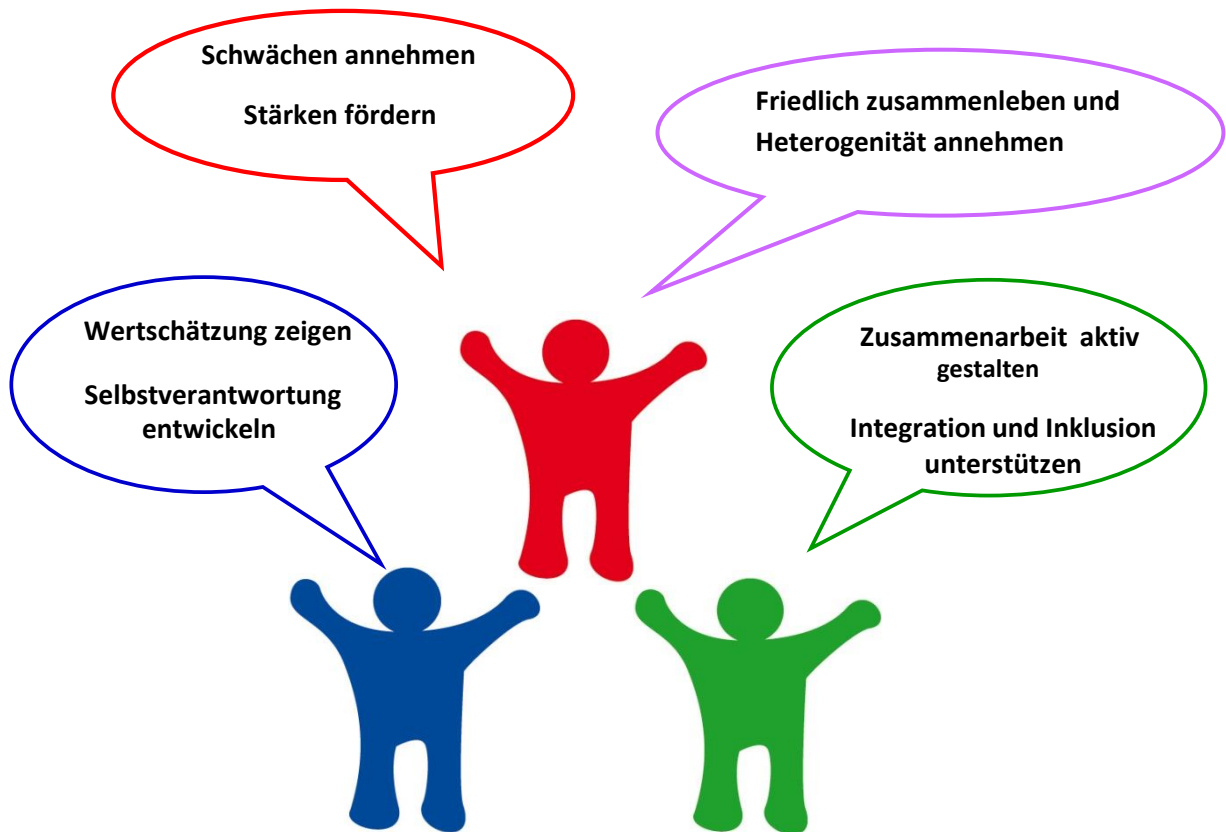 Schwächen annehmen
Stärken fördern
Friedlich zusammenleben und
Heterogenität annehmen
Wertschätzung zeigen
Selbstverantwortung
entwickeln
Zusammenarbeit aktiv
gestalten
Integration und Inklusion
unterstützen